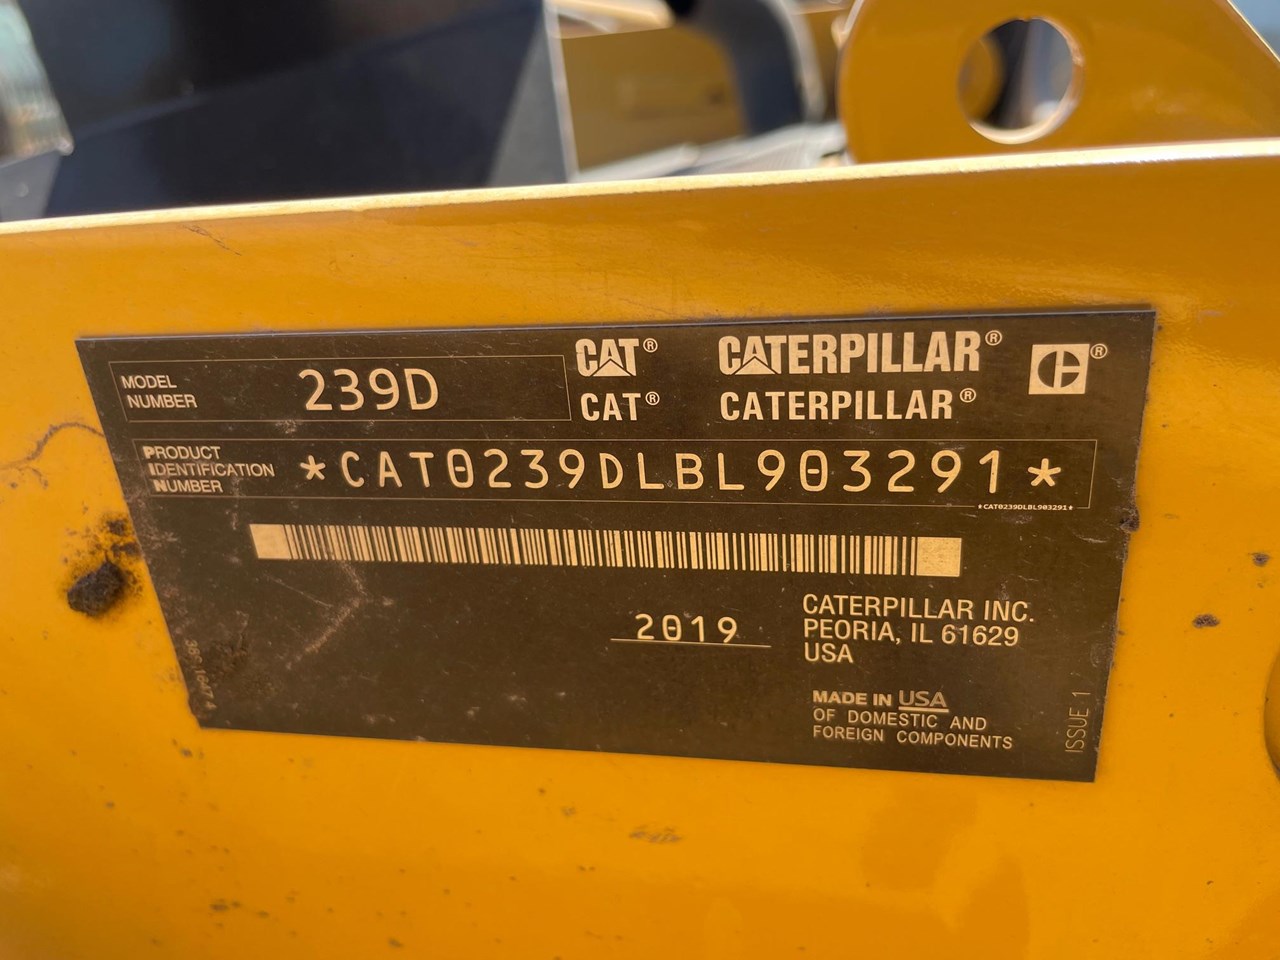 MODEL NUMBER 239D
CAT® CATERPILLAR®
CAT® CATERPILLAR®
PRODUCT
IDENTIFICATION
NUMBER
*CAT0239DLBL903291*
*CAT0239DLBL903291*
2019
CATERPILLAR INC.
PEORIA, IL 61629
USA
MADE IN USA
OF DOMESTIC AND
FOREIGN COMPONENTS
ISSUE 1